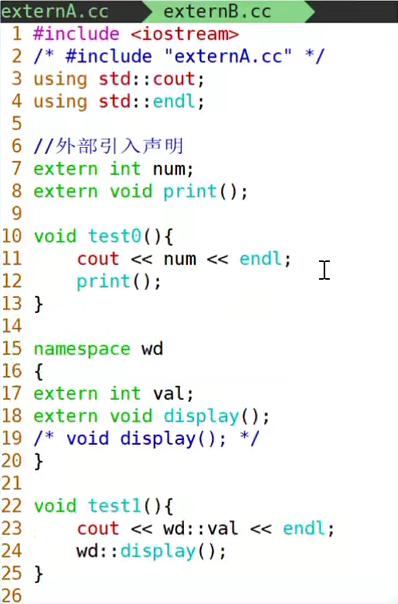 externA.cc externB.cc
1 #include <iostream>
2 /* #include "externA.cc" */
3 using std::cout;
4 using std::endl;
5
6 //外部引入声明
7 extern int num;
8 extern void print();
9
10 void test0(){
11     cout << num << endl;
12     print();
13 }
14
15 namespace wd
16 {
17 extern int val;
18 extern void display();
19 /* void display(); */
20 }
21
22 void test1(){
23     cout << wd::val << endl;
24     wd::display();
25 }
26